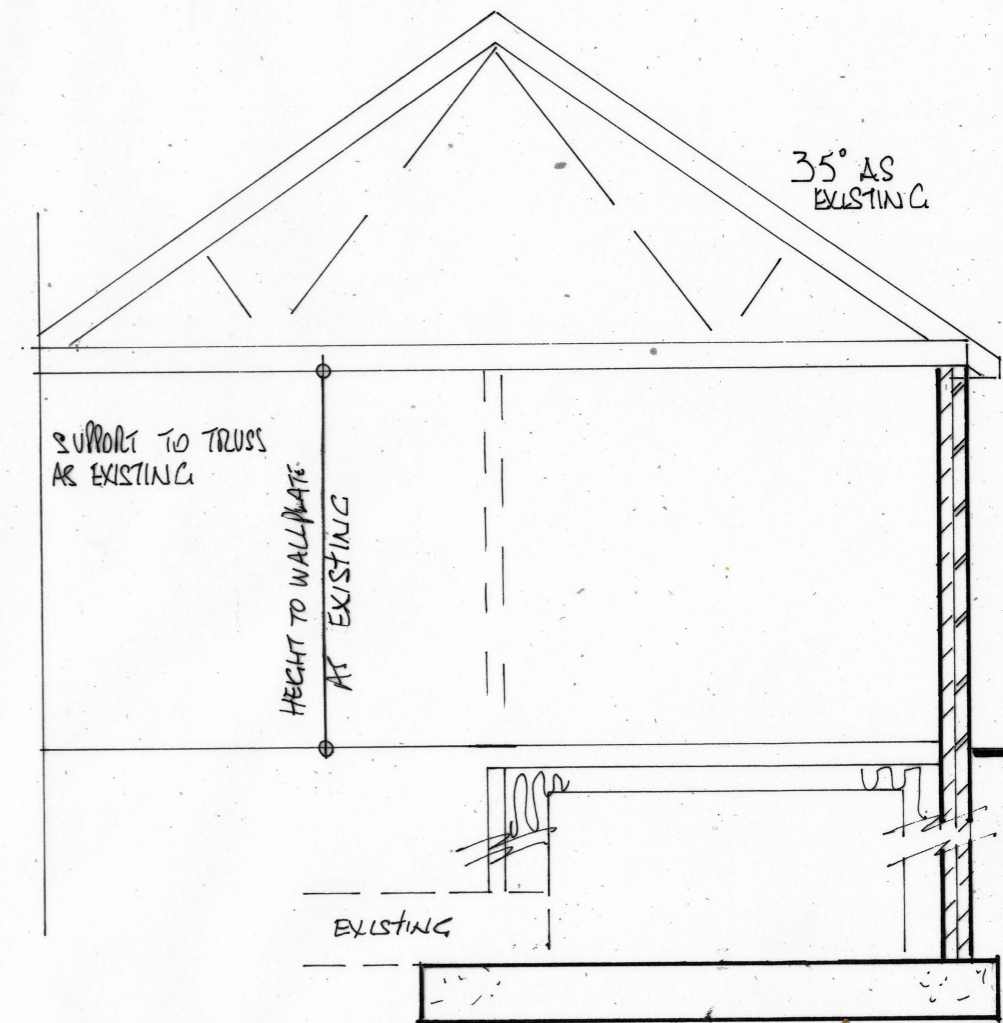 35° AS
EXISTING
SUPPORT TO TRUSS
AS EXISTING
HEIGHT TO WALLPLATE
AS EXISTING
EXISTING